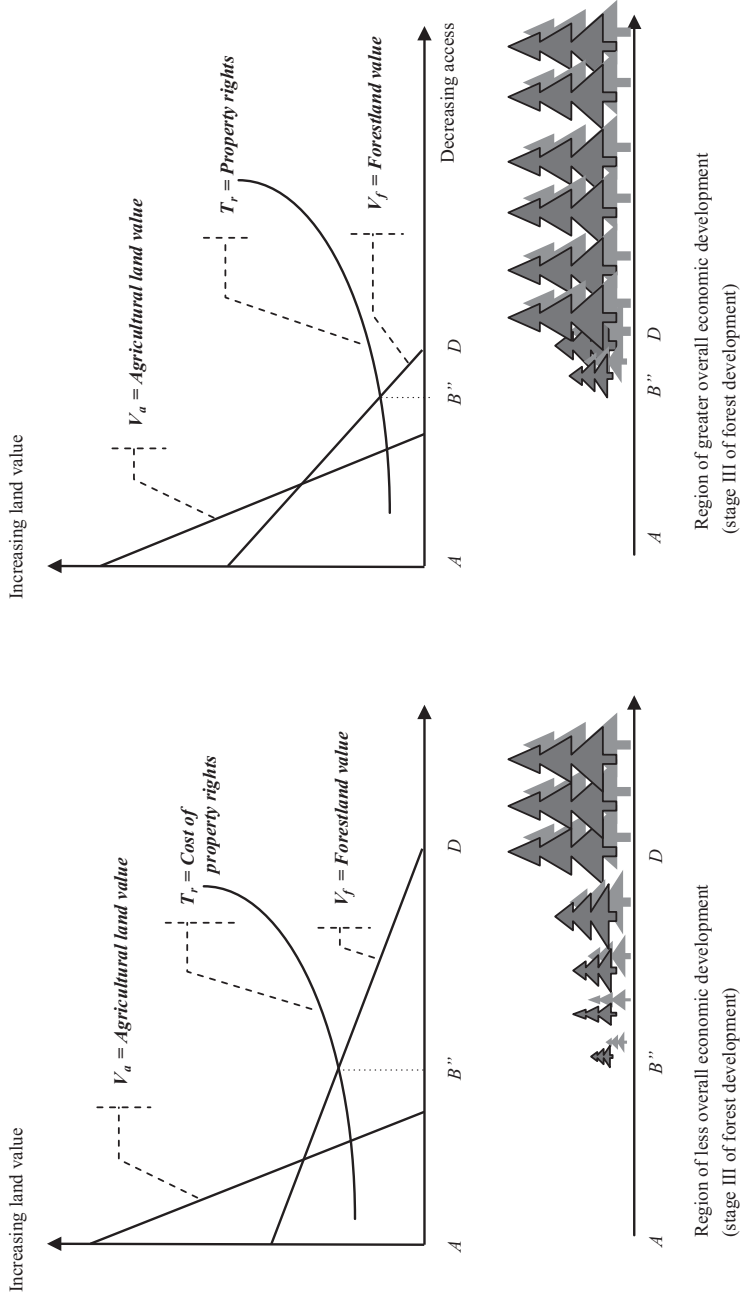 Increasing land value
V_a = Agricultural land value
T_r = Cost of
property rights
V_f = Forestland value
A
B’’
D
A
B’’
D
Region of less overall economic development
(stage III of forest development)
Increasing land value
V_a = Agricultural land value
T_r = Property rights
V_f = Forestland value
Decreasing access
A
B’’
D
A
B’’
D
Region of greater overall economic development
(stage III of forest development)